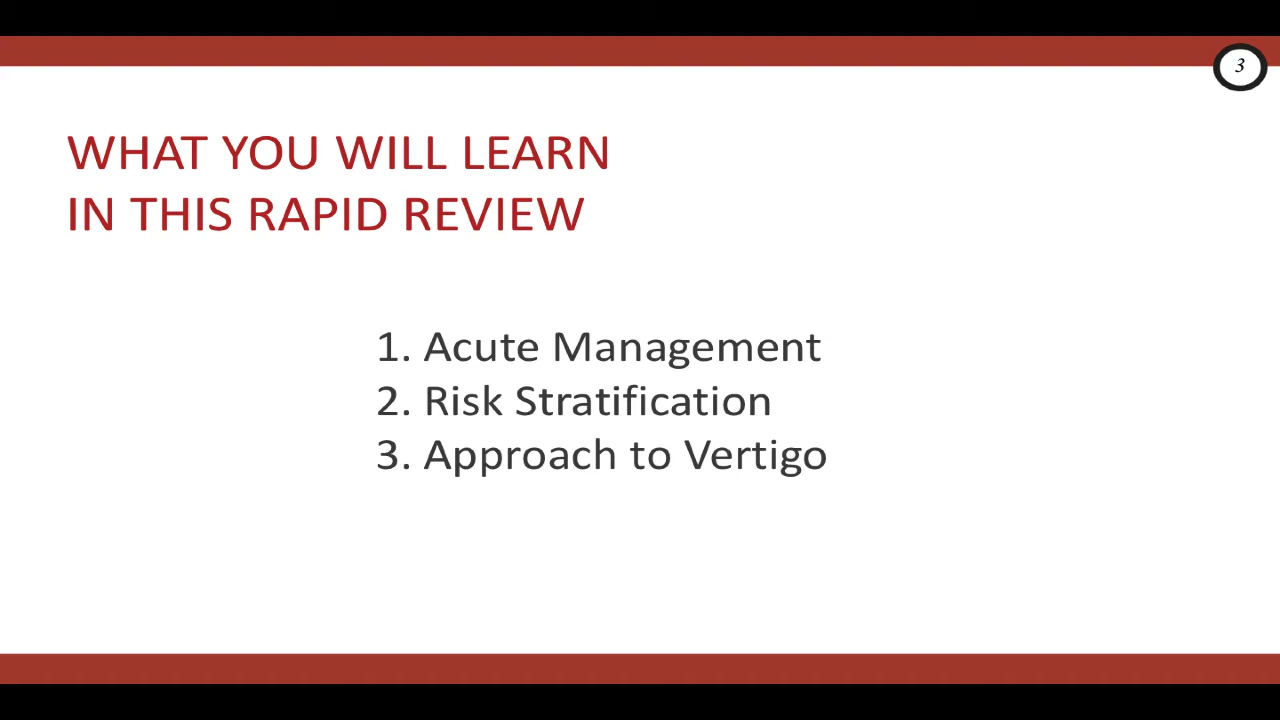 3
WHAT YOU WILL LEARN
IN THIS RAPID REVIEW
1. Acute Management
2. Risk Stratification
3. Approach to Vertigo